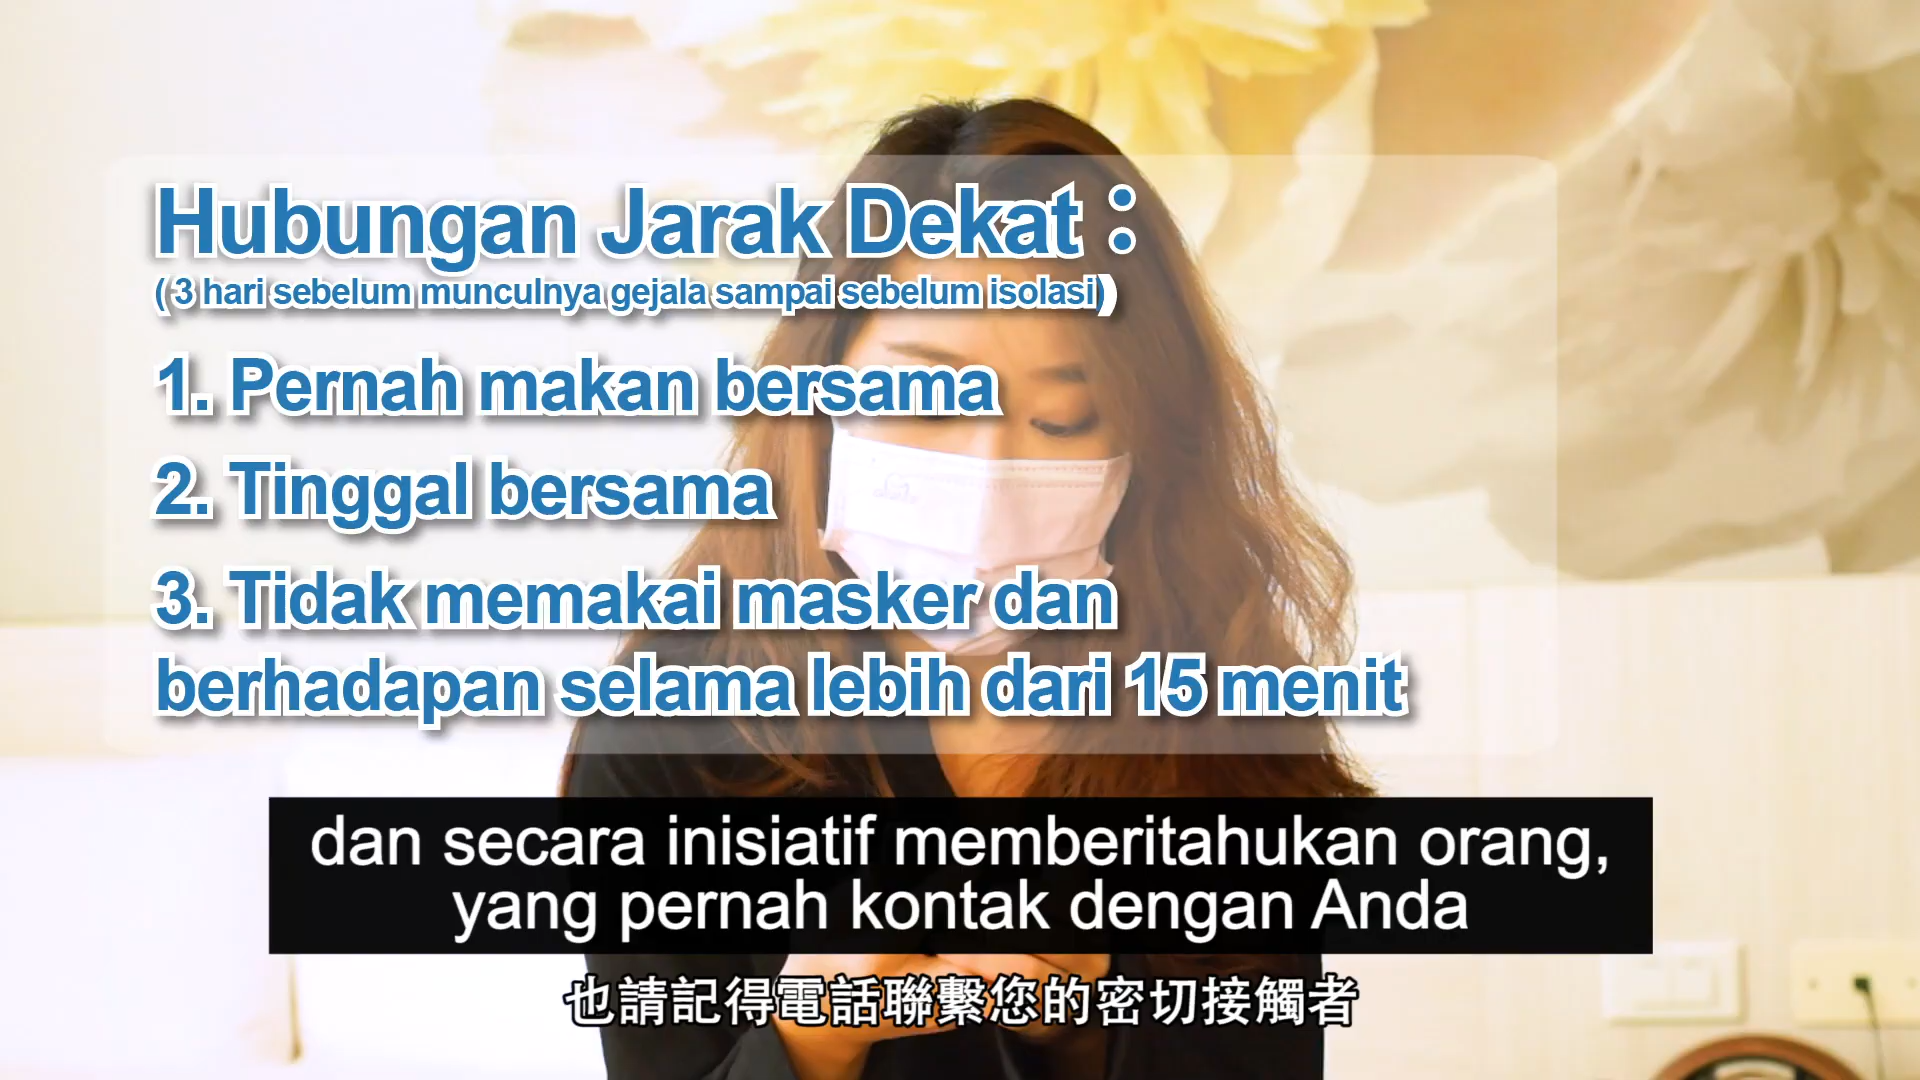 Hubungan Jarak Dekat：
( 3 hari sebelum munculnya gejala sampai sebelum isolasi)
1. Pernah makan bersama
2. Tinggal bersama
3. Tidak memakai masker dan
berhadapan selama lebih dari 15 menit
dan secara inisiatif memberitahukan orang,
yang pernah kontak dengan Anda
也請記得電話聯繫您的密切接觸者